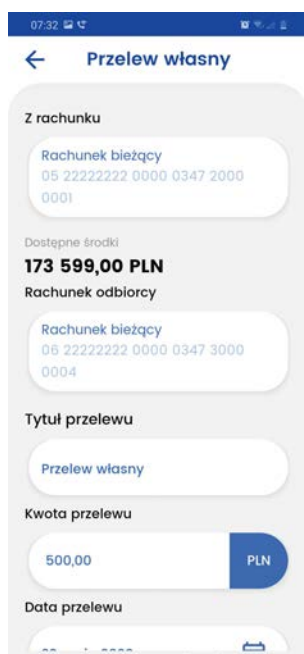 07:32
Przelew własny
Z rachunku
Rachunek bieżący
05 22222222 0000 0347 2000
0001
Dostępne środki
173 599,00 PLN
Rachunek odbiorcy
Rachunek bieżący
06 22222222 0000 0347 3000
0004
Tytuł przelewu
Przelew własny
Kwota przelewu
500,00 PLN
Data przelewu